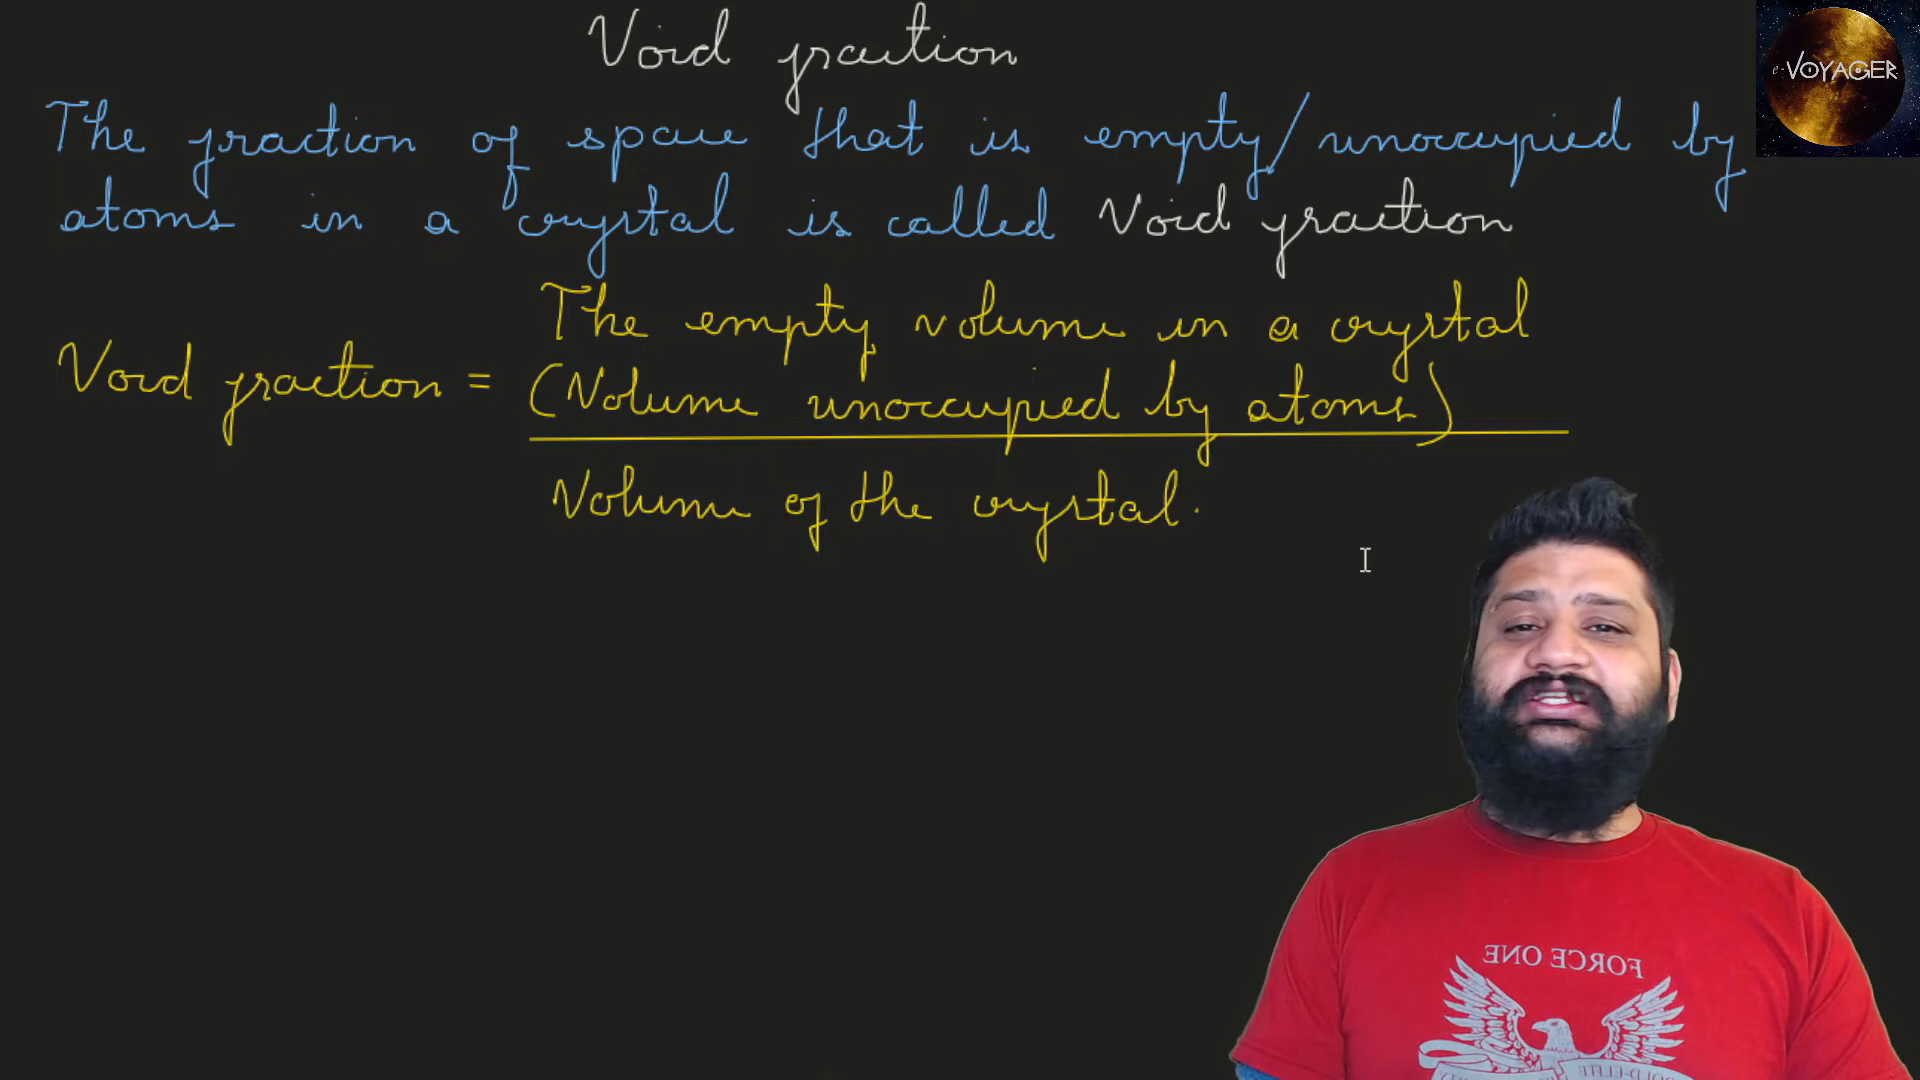 Void fraction
The fraction of space that is empty/unoccupied by
atoms in a crystal is called Void fraction
The empty volume in a crystal
Void fraction = (Volume unoccupied by atoms)
Volume of the crystal.
e-VOYAGER
FORCE ONE